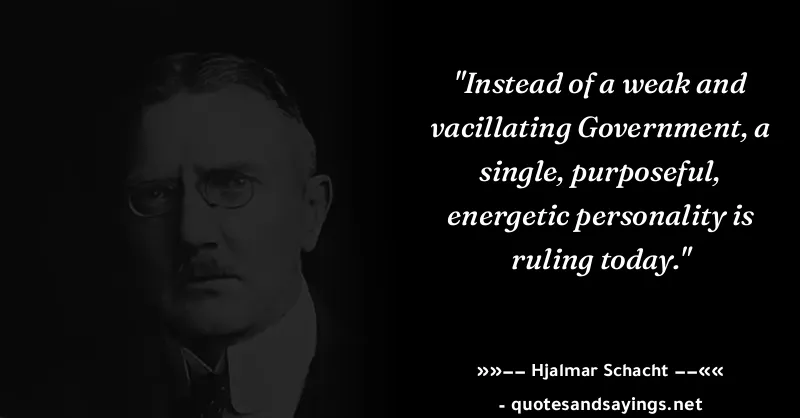 "Instead of a weak and
vacillating Government, a
single, purposeful,
energetic personality is
ruling today."
»»−− Hjalmar Schacht −−««
- quotesandsayings.net